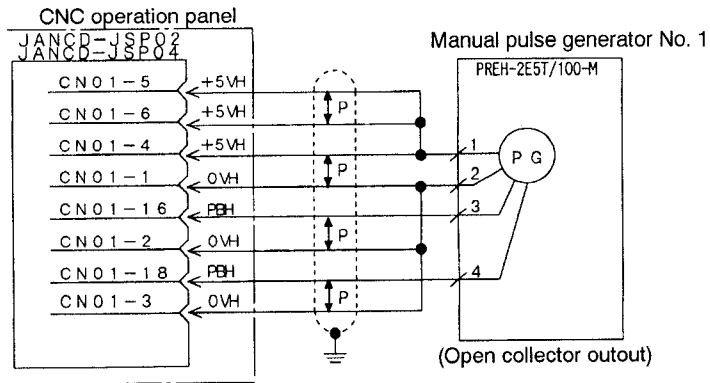 CNC operation panel
JANCD-JSP02
JANCD-JSP04
Manual pulse generator No. 1
PREH-2E5T/100-M
CN01-5 +5VH
CN01-6 +5VH P
CN01-4 +5VH 1
CN01-1 0VH P 2
CN01-16 PBH 3
CN01-2 0VH P
CN01-18 PBH 4
CN01-3 0VH P
PG
(Open collector outout)